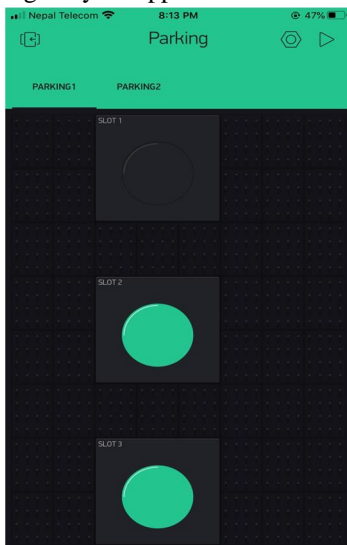 Nepal Telecom 8:13 PM 47%
Parking
PARKING1 PARKING2
SLOT 1
SLOT 2
SLOT 3